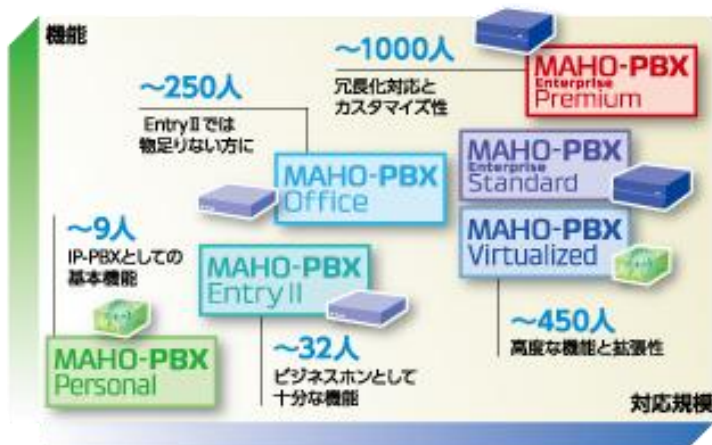 機能
~1000人
冗長化対応と
カスタマイズ性
MAHO-PBX
Enterprise
Premium
~250人
EntryⅡでは
物足りない方に
MAHO-PBX
Office
MAHO-PBX
Enterprise
Standard
~9人
IP-PBXとしての
基本機能
MAHO-PBX
EntryⅡ
MAHO-PBX
Virtualized
~32人
ビジネスホンとして
十分な機能
~450人
高度な機能と拡張性
MAHO-PBX
Personal
対応規模